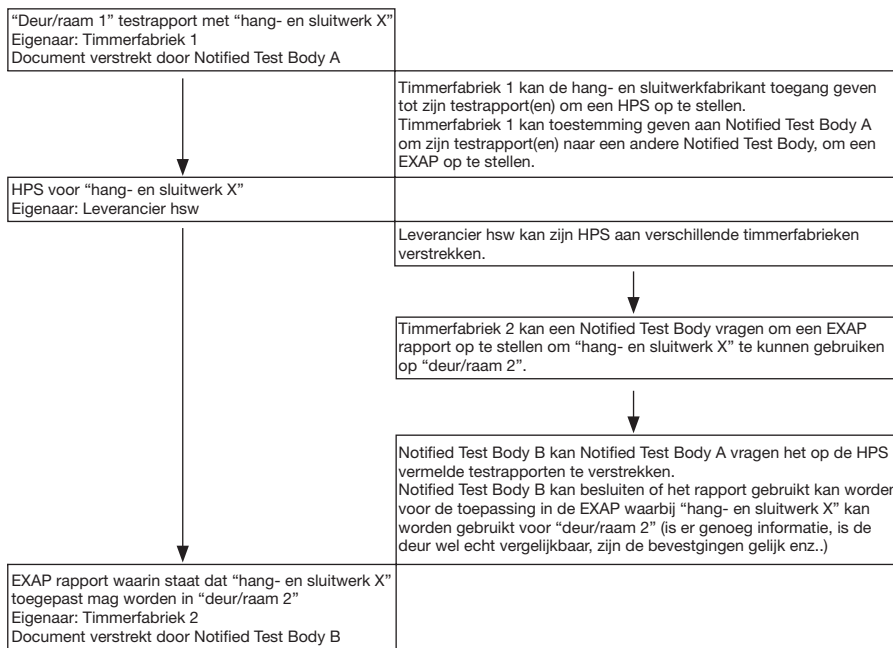 “Deur/raam 1” testrapport met “hang- en sluitwerk X”
Eigenaar: Timmerfabriek 1
Document verstrekt door Notified Test Body A
Timmerfabriek 1 kan de hang- en sluitwerkfabrikant toegang geven
tot zijn testrapport(en) om een HPS op te stellen.
Timmerfabriek 1 kan toestemming geven aan Notified Test Body A
om zijn testrapport(en) naar een andere Notified Test Body, om een
EXAP op te stellen.
HPS voor “hang- en sluitwerk X”
Eigenaar: Leverancier hsw
Leverancier hsw kan zijn HPS aan verschillende timmerfabrieken
verstrekken.
Timmerfabriek 2 kan een Notified Test Body vragen om een EXAP
rapport op te stellen om “hang- en sluitwerk X” te kunnen gebruiken
op “deur/raam 2”.
Notified Test Body B kan Notified Test Body A vragen het op de HPS
vermelde testrapporten te verstrekken.
Notified Test Body B kan besluiten of het rapport gebruikt kan worden
voor de toepassing in de EXAP waarbij “hang- en sluitwerk X” kan
worden gebruikt voor “deur/raam 2” (is er genoeg informatie, is de
deur wel echt vergelijkbaar, zijn de bevestgingen gelijk enz..)
EXAP rapport waarin staat dat “hang- en sluitwerk X”
toegepast mag worden in “deur/raam 2”
Eigenaar: Timmerfabriek 2
Document verstrekt door Notified Test Body B